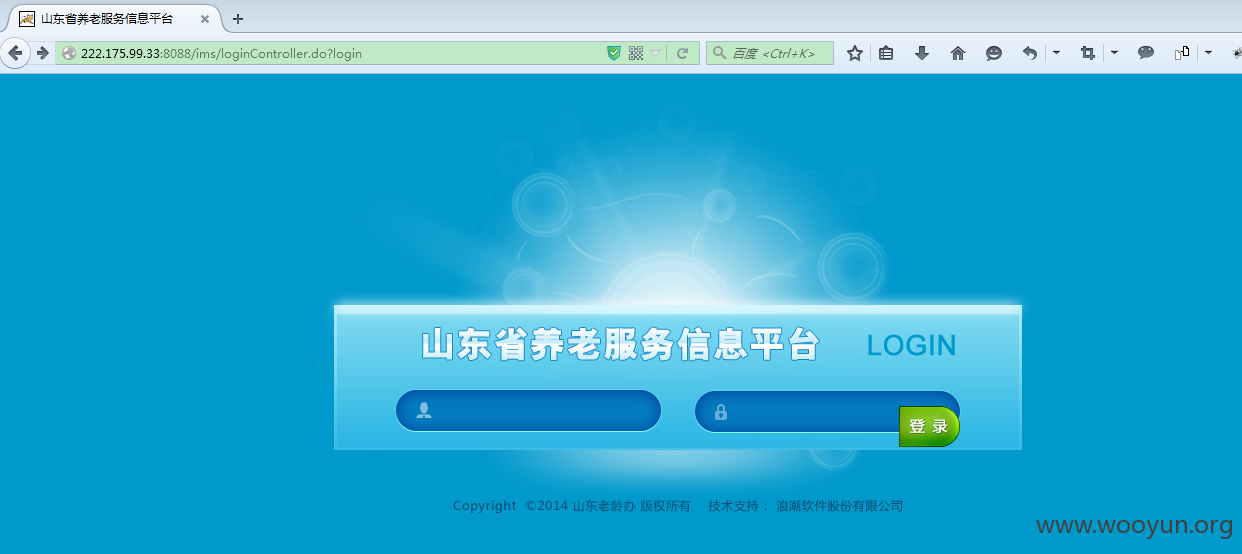 山东省养老服务信息平台
222.175.99.33:8088/ims/loginController.do?login
百度 <Ctrl+K>
山东省养老服务信息平台 LOGIN
登 录
Copyright ©2014 山东老龄办 版权所有 技术支持： 浪潮软件股份有限公司
www.wooyun.org